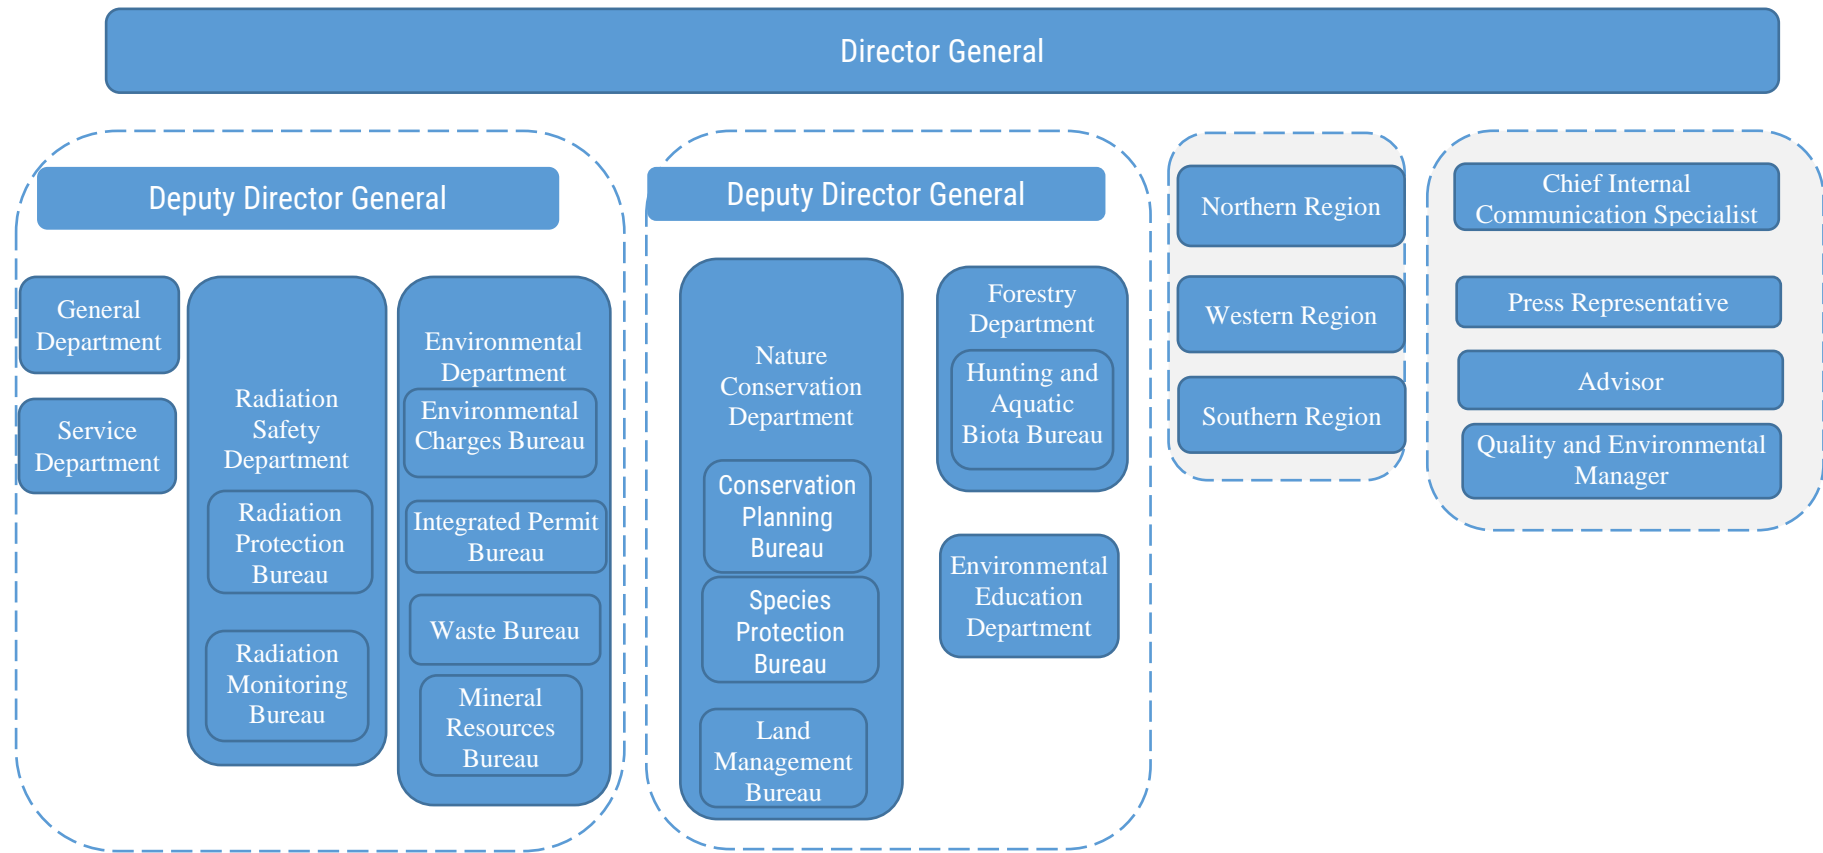 Director General
Deputy Director General
General
Department
Service
Department
Radiation
Safety
Department
Radiation
Protection
Bureau
Radiation
Monitoring
Bureau
Environmental
Department
Environmental
Charges Bureau
Integrated Permit
Bureau
Waste Bureau
Mineral
Resources
Bureau
Deputy Director General
Nature
Conservation
Department
Conservation
Planning
Bureau
Species
Protection
Bureau
Land
Management
Bureau
Forestry
Department
Hunting and
Aquatic
Biota Bureau
Environmental
Education
Department
Northern Region
Western Region
Southern Region
Chief Internal
Communication Specialist
Press Representative
Advisor
Quality and Environmental
Manager